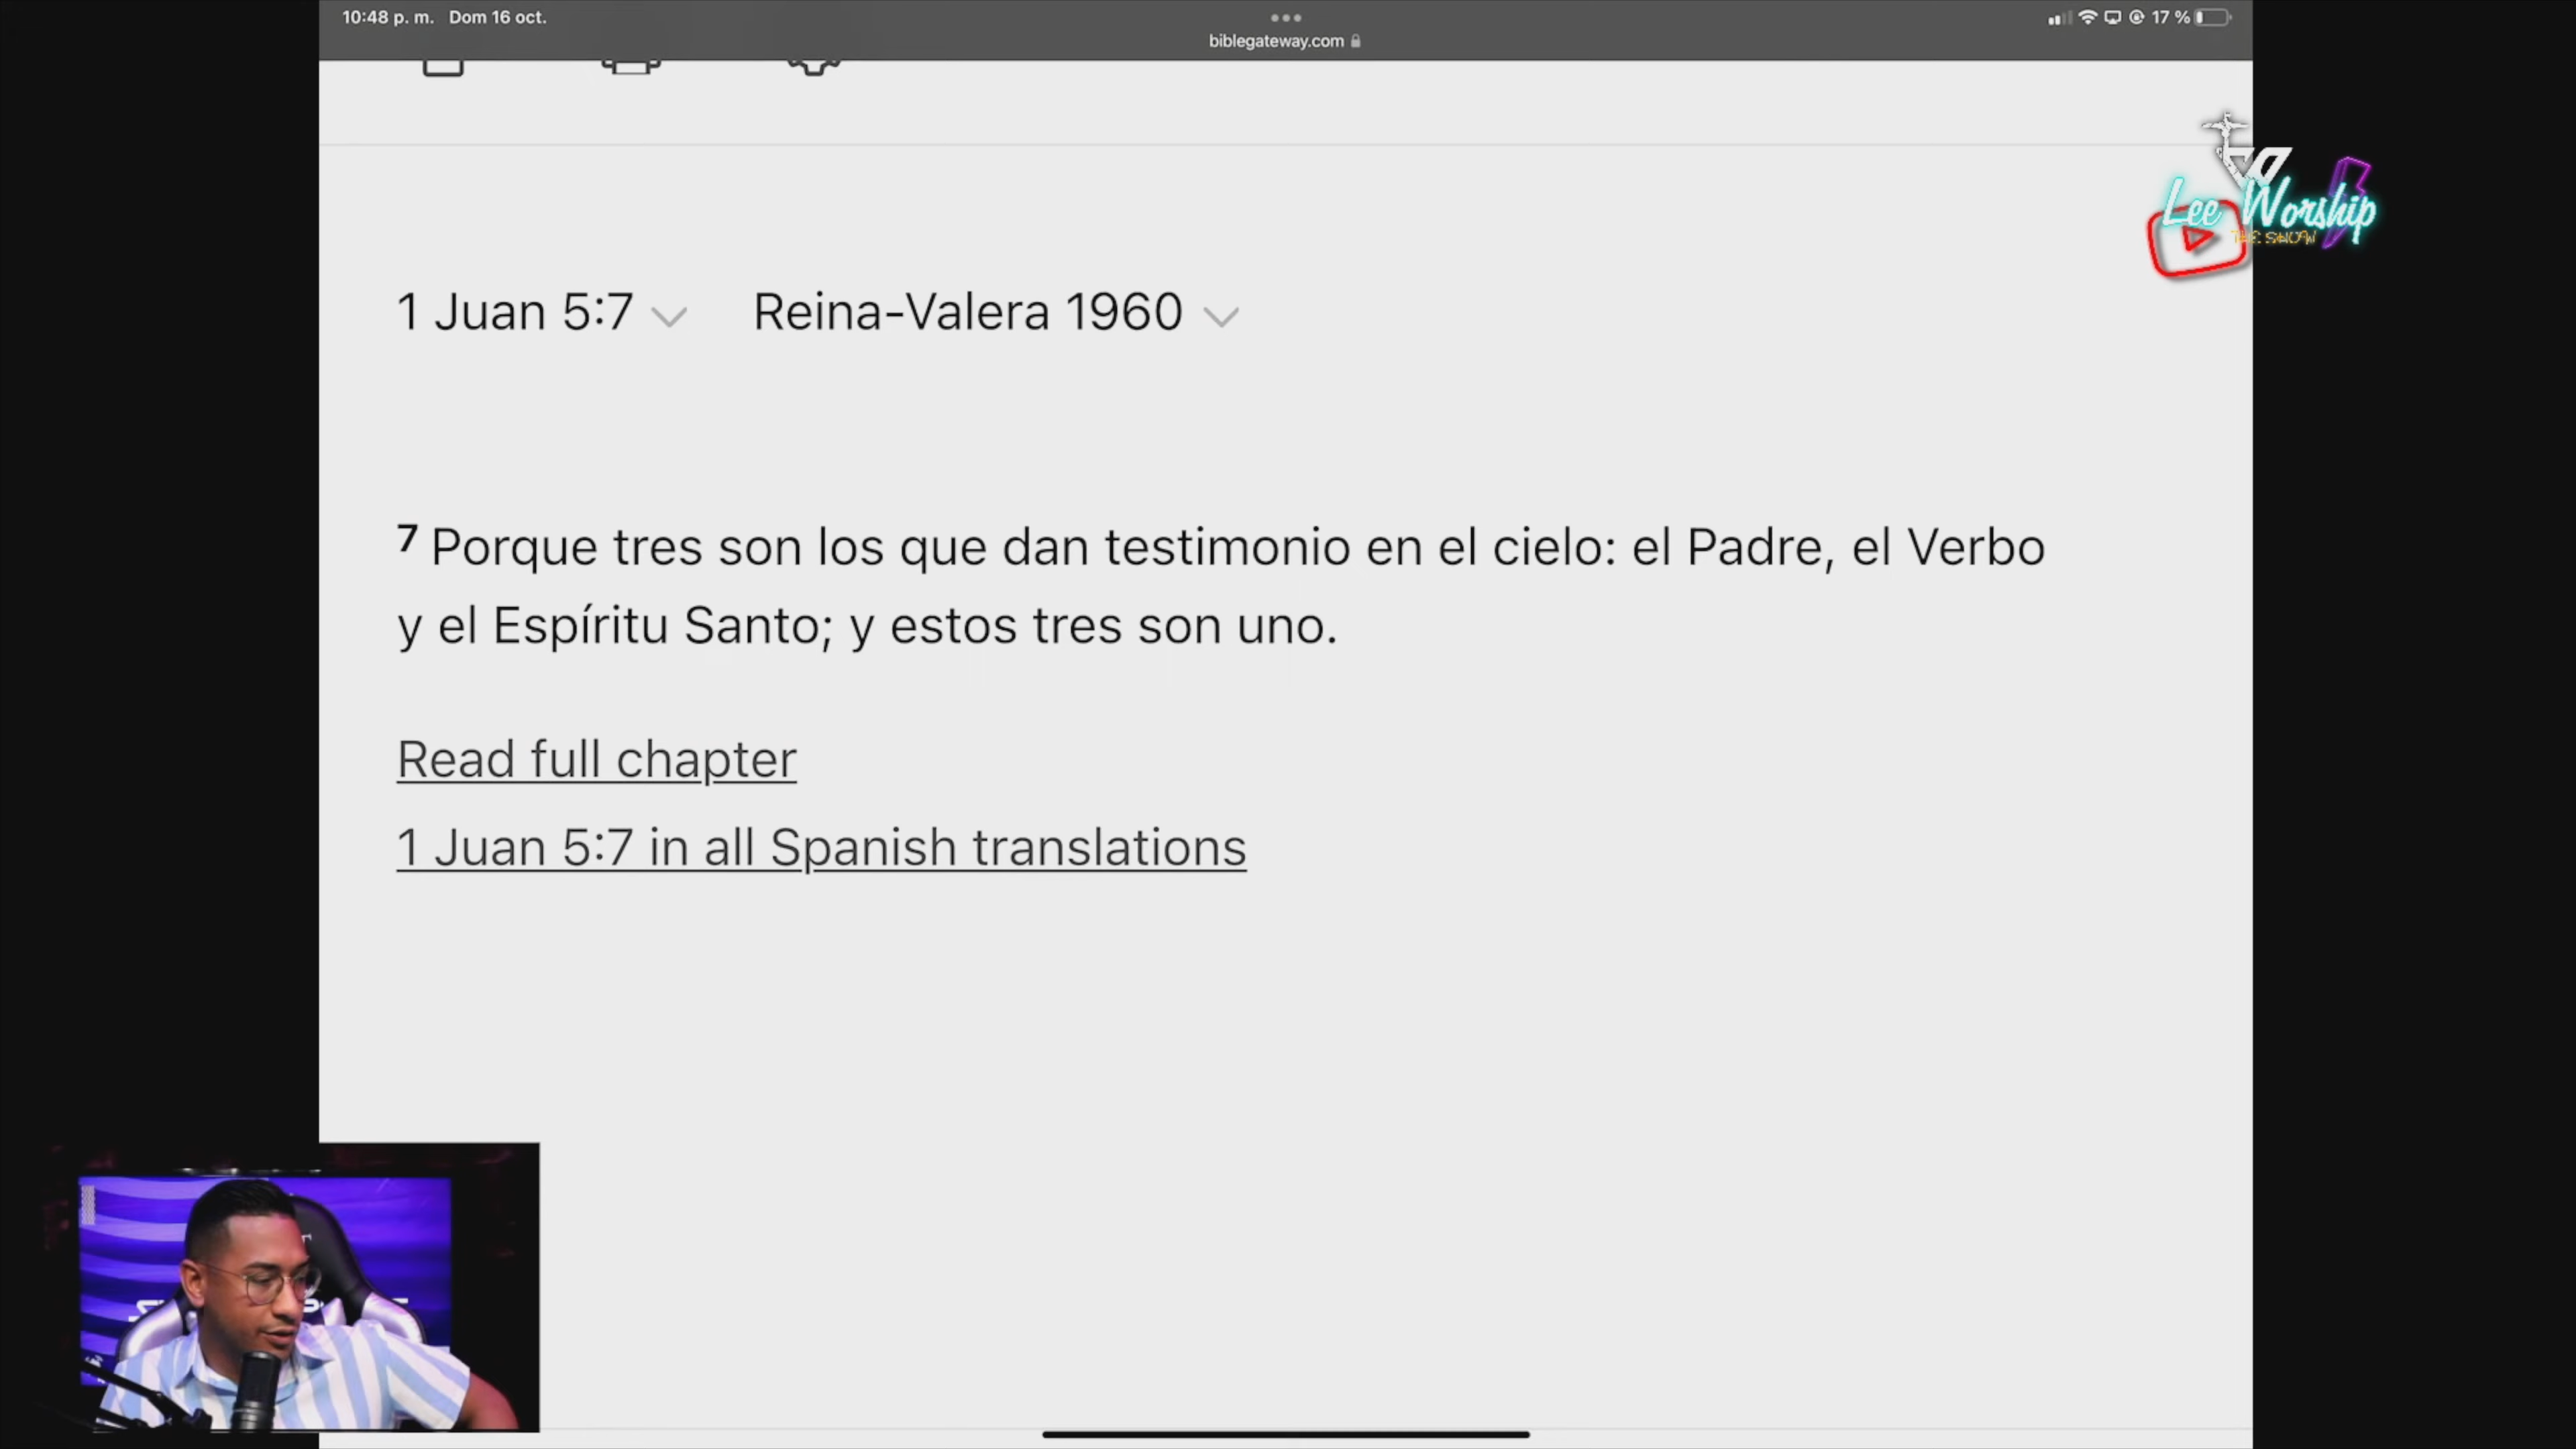 10:48 p. m. Dom 16 oct.
17 %
biblegateway.com
Lee Worship
THE SHOW
1 Juan 5:7 Reina-Valera 1960
7 Porque tres son los que dan testimonio en el cielo: el Padre, el Verbo
y el Espíritu Santo; y estos tres son uno.
Read full chapter
1 Juan 5:7 in all Spanish translations